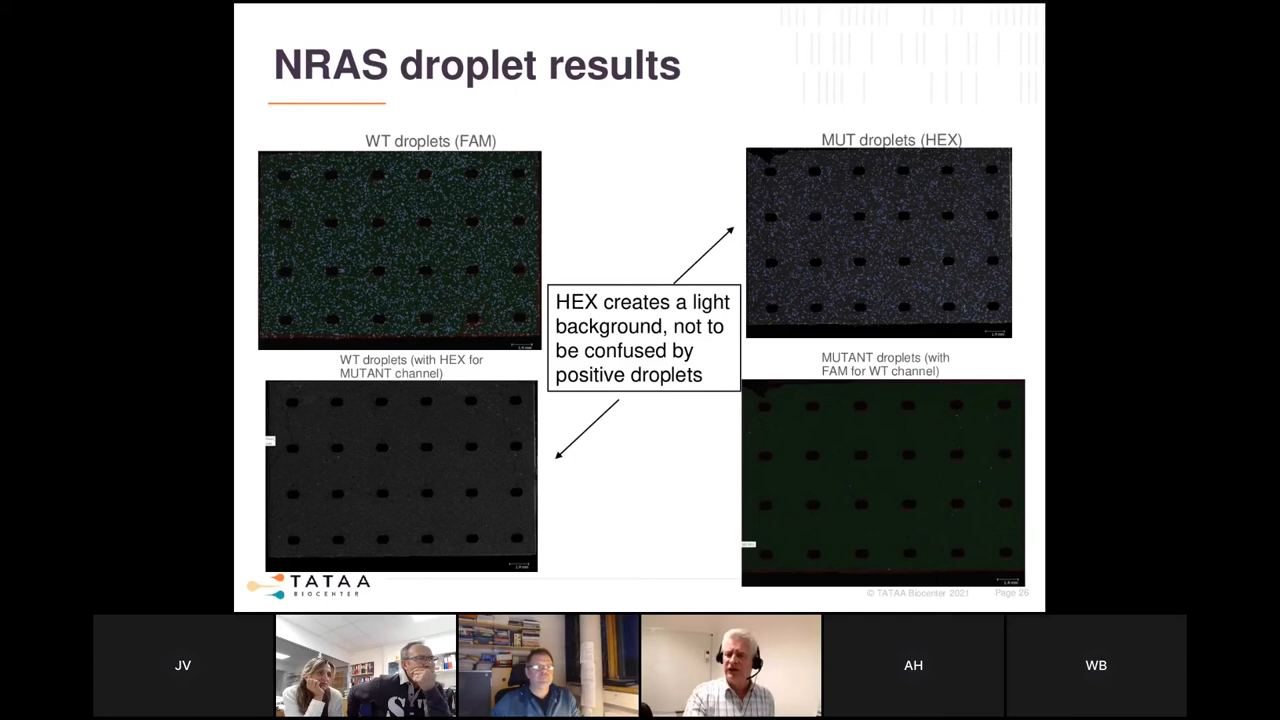 NRAS droplet results
WT droplets (FAM)
MUT droplets (HEX)
HEX creates a light
background, not to
be confused by
positive droplets
WT droplets (with HEX for
MUTANT channel)
MUTANT droplets (with
FAM for WT channel)
TATAA
BIOCENTER
© TATAA Biocenter 2021
Page 26
JV
AH
WB